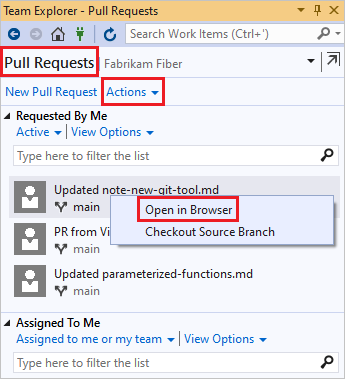 Team Explorer - Pull Requests
Search Work Items (Ctrl+')
Pull Requests Fabrikam Fiber
New Pull Request Actions
Requested By Me
Active View Options
Type here to filter the list
Updated note-new-git-tool.md
main
Open in Browser
PR from Vi
Checkout Source Branch
main
Updated parameterized-functions.md
main
Assigned To Me
Assigned to me or my team View Options
Type here to filter the list